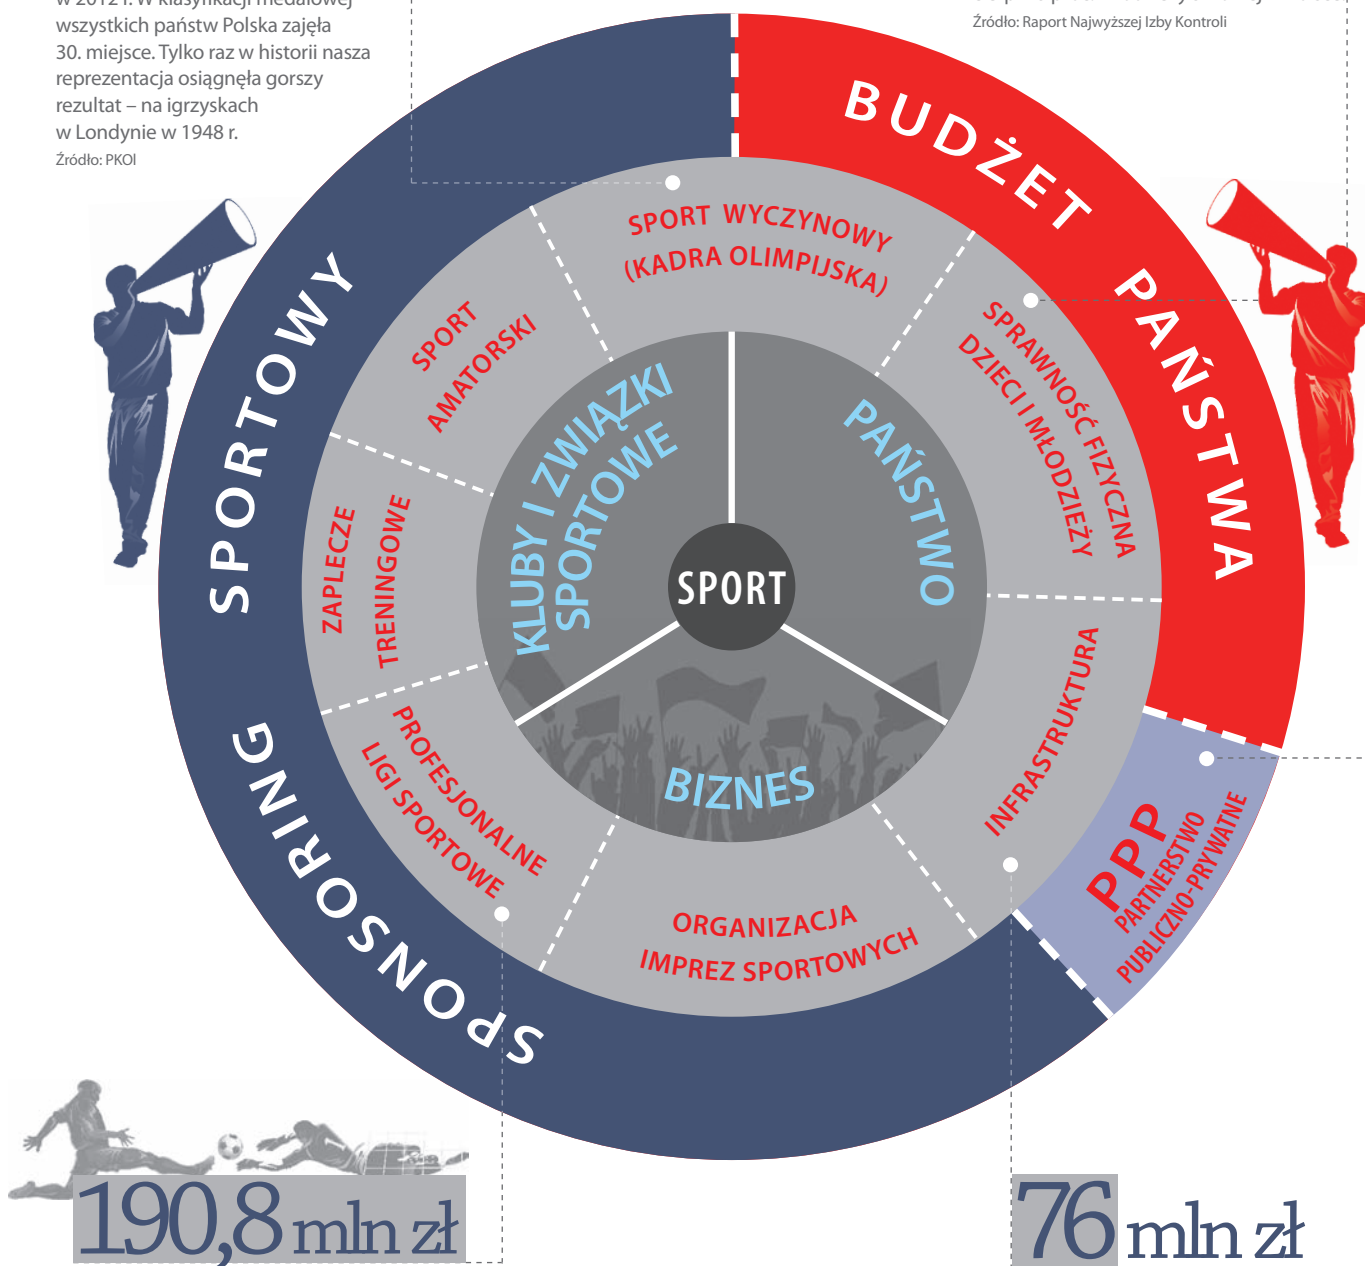 w 2012 r. W klasyfikacji medalowej
wszystkich państw Polska zajęła
30. miejsce. Tylko raz w historii nasza
reprezentacja osiągnęła gorszy
rezultat – na igrzyskach
w Londynie w 1948 r.
Źródło: PKOl
Źródło: Raport Najwyższej Izby Kontroli
BUDŻET PAŃSTWA
SPONSORING SPORTOWY
SPORT WYCZYNOWY
(KADRA OLIMPIJSKA)
SPRAWNOŚĆ FIZYCZNA
DZIECI I MŁODZIEŻY
SPORT
AMATORSKI
ZAPLECZE
TRENINGOWE
KLUBY I ZWIĄZKI
SPORTOWE
PAŃSTWO
SPORT
BIZNES
INFRASTRUKTURA
PROFESJONALNE
LIGI SPORTOWE
ORGANIZACJA
IMPREZ SPORTOWYCH
PPP
PARTNERSTWO
PUBLICZNO-PRYWATNE
190,8 mln zł
76 mln zł